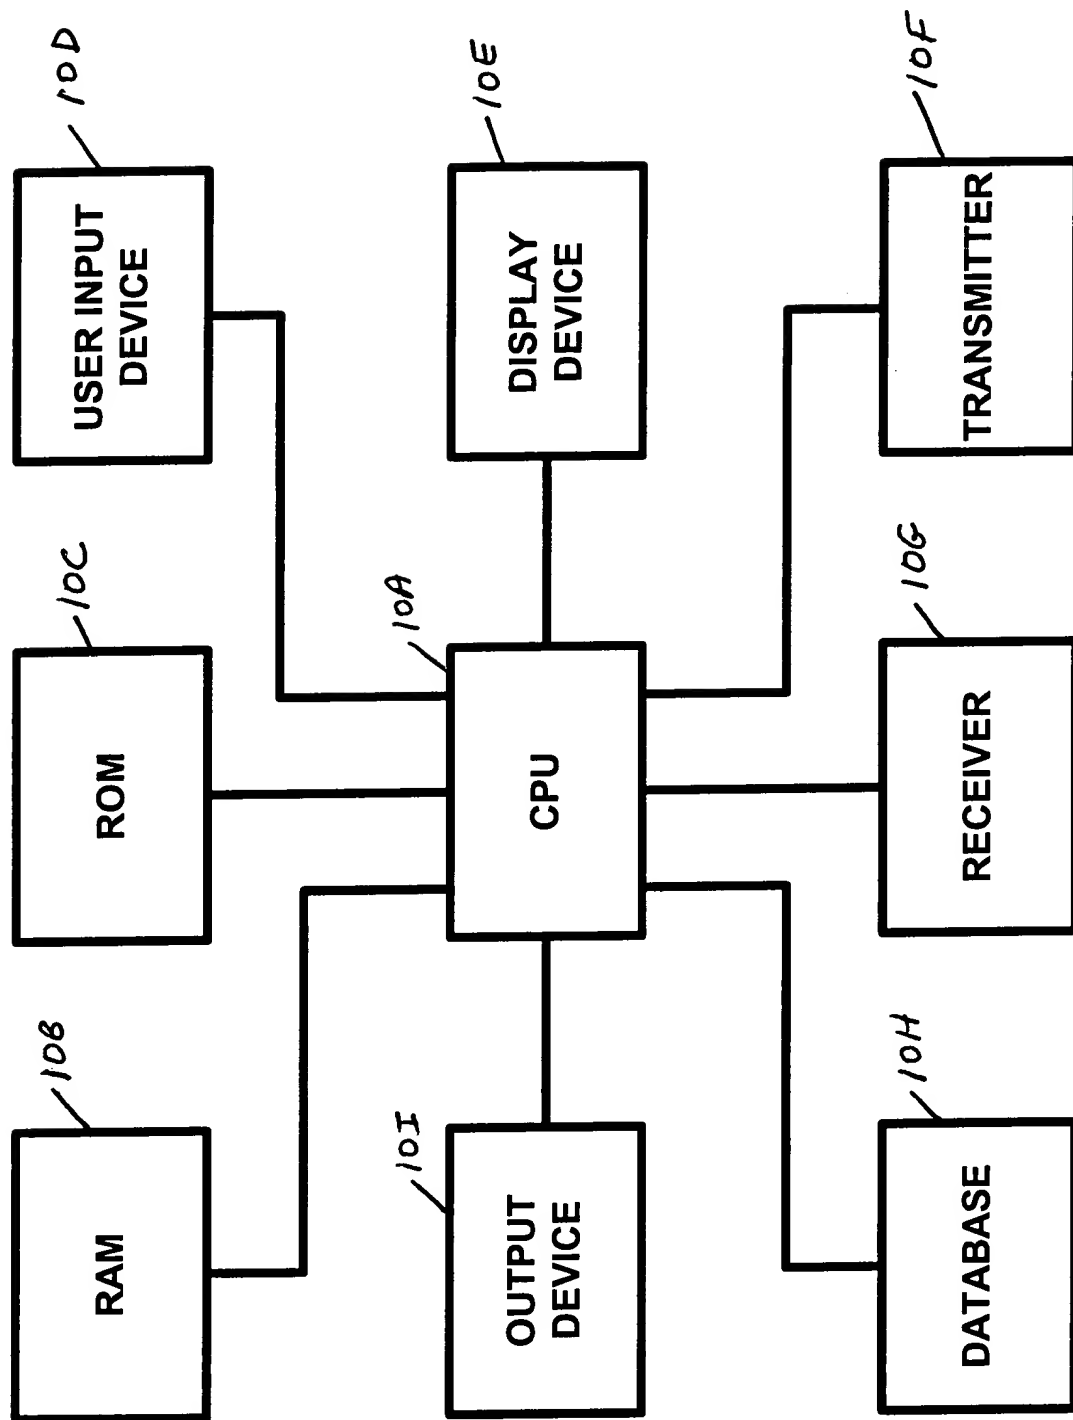 10B
RAM
10C
ROM
10D
USER INPUT
DEVICE
10I
OUTPUT
DEVICE
10A
CPU
10E
DISPLAY
DEVICE
10H
DATABASE
10G
RECEIVER
10F
TRANSMITTER